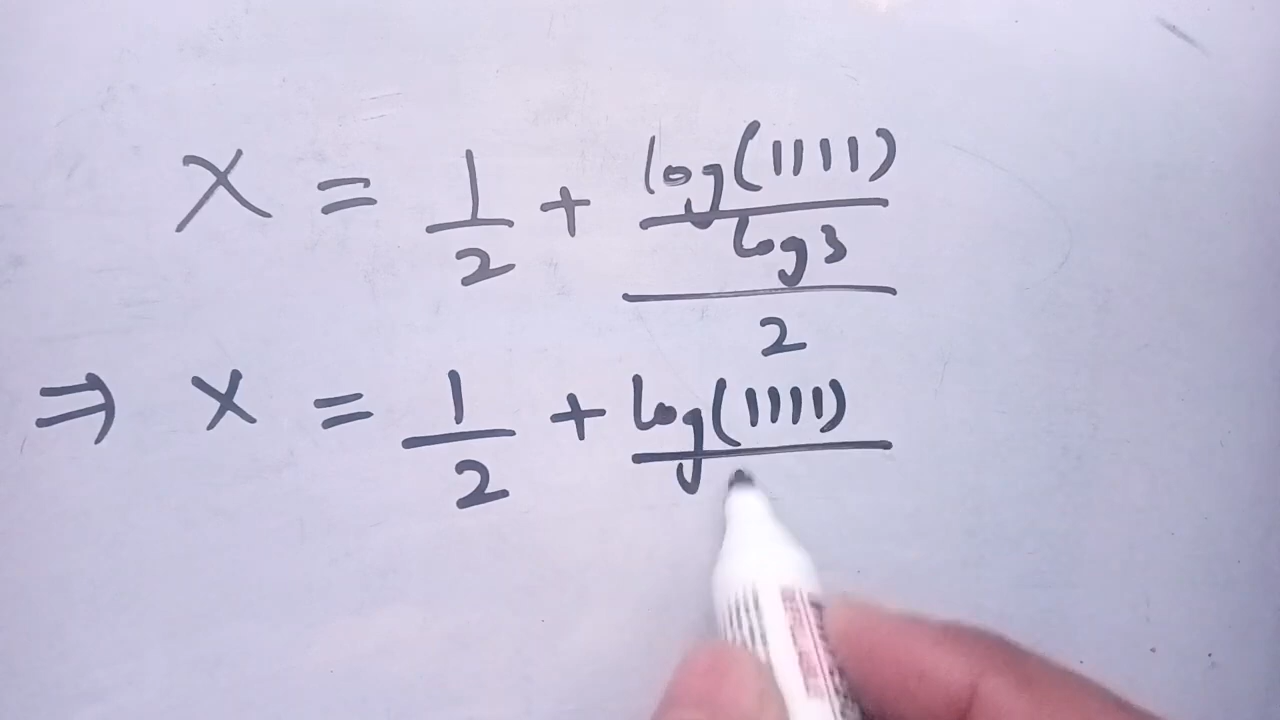 x = 1/2 + ((log(1111))/(log3))/2
⇒ x = 1/2 + log(1111)/